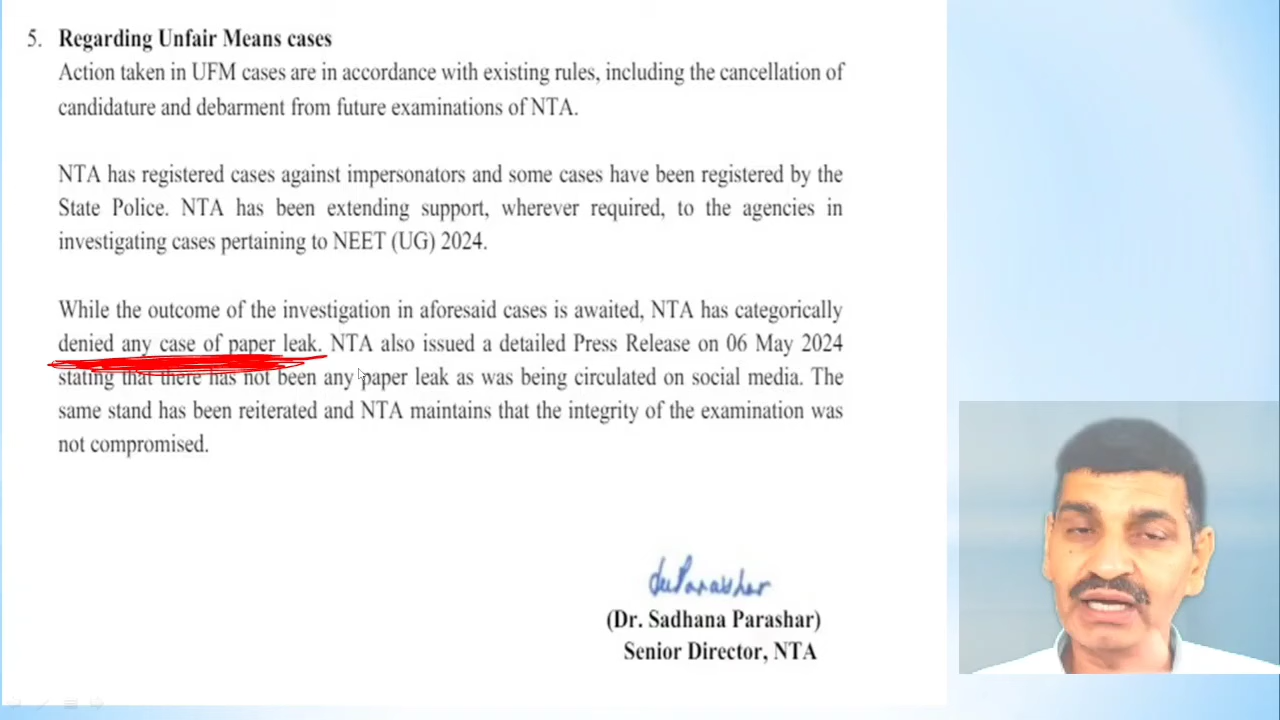 5. Regarding Unfair Means cases
Action taken in UFM cases are in accordance with existing rules, including the cancellation of
candidature and debarment from future examinations of NTA.
NTA has registered cases against impersonators and some cases have been registered by the
State Police. NTA has been extending support, wherever required, to the agencies in
investigating cases pertaining to NEET (UG) 2024.
While the outcome of the investigation in aforesaid cases is awaited, NTA has categorically
denied any case of paper leak. NTA also issued a detailed Press Release on 06 May 2024
stating that there has not been any paper leak as was being circulated on social media. The
same stand has been reiterated and NTA maintains that the integrity of the examination was
not compromised.
(Dr. Sadhana Parashar)
Senior Director, NTA